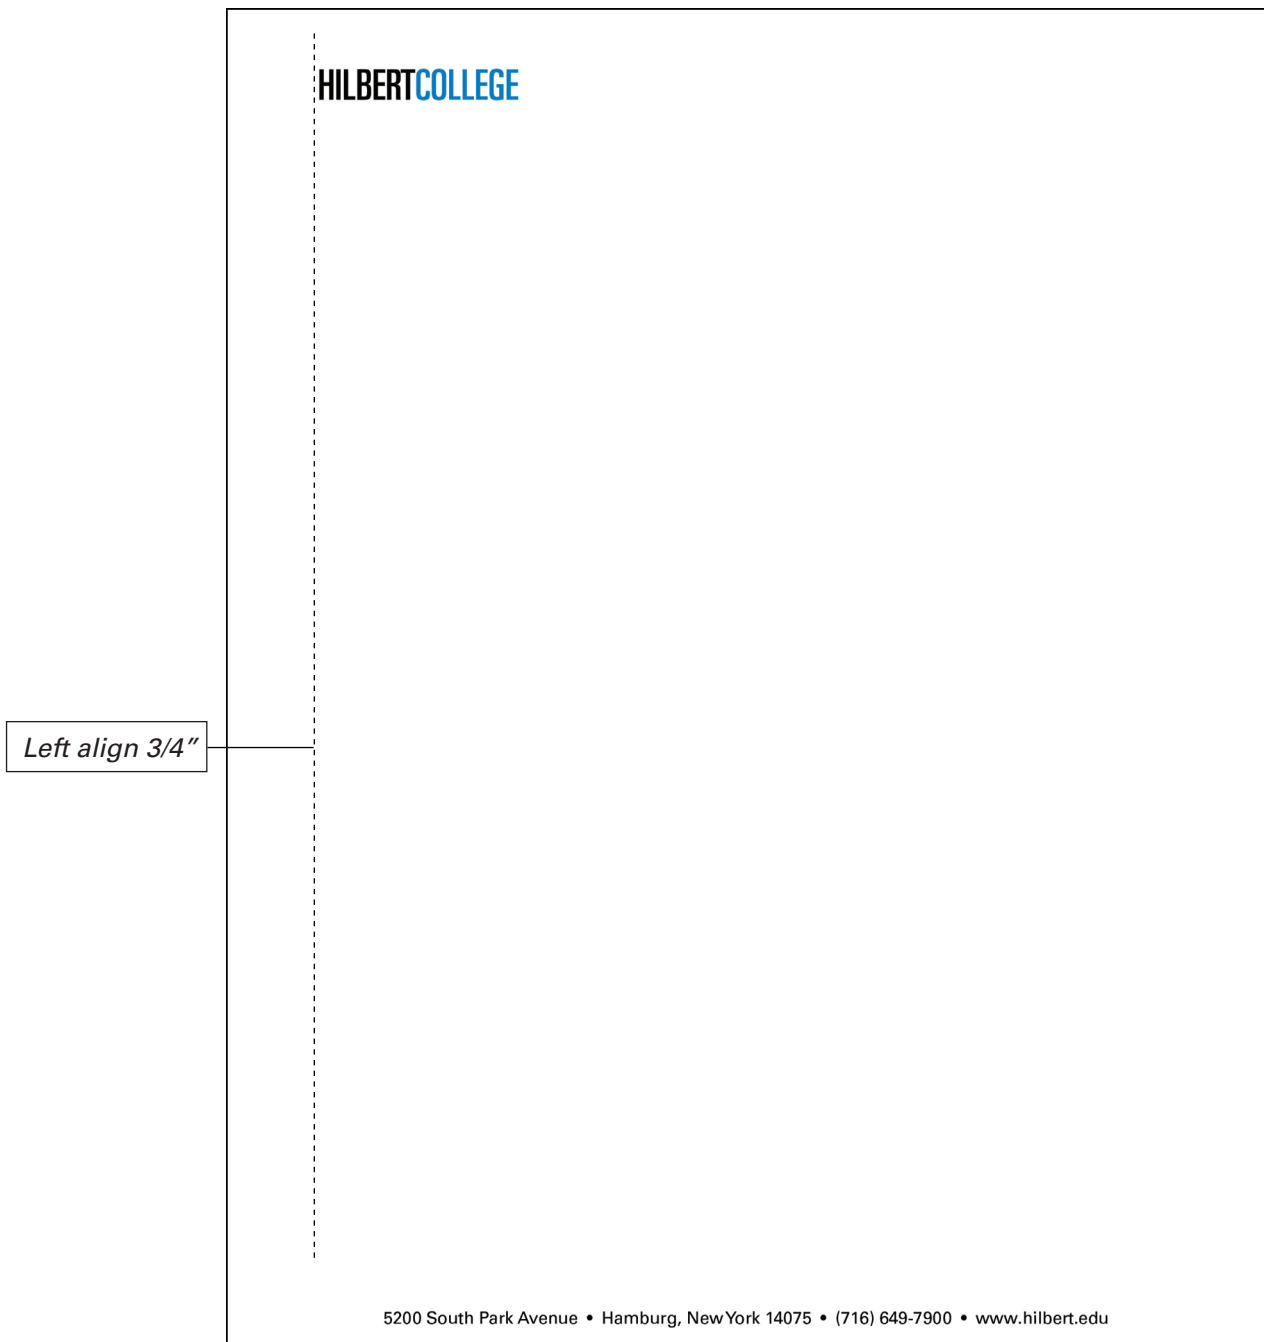 HILBERTCOLLEGE
Left align 3/4”
5200 South Park Avenue • Hamburg, New York 14075 • (716) 649-7900 • www.hilbert.edu